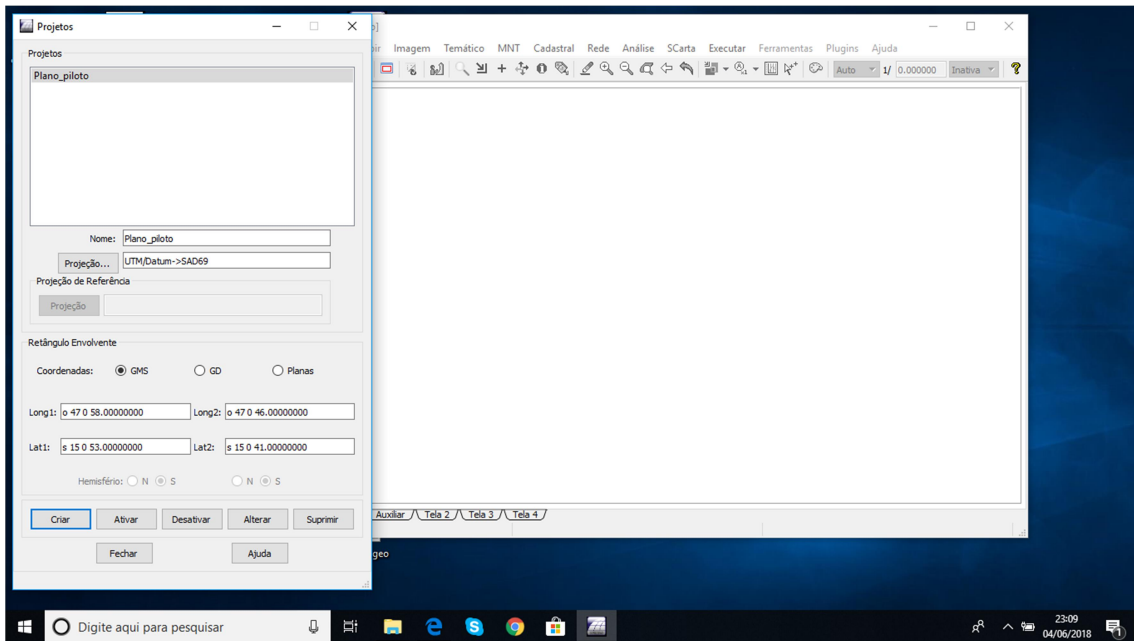 Projetos
Projetos
Plano_piloto
Nome: Plano_piloto
Projeção... UTM/Datum->SAD69
Projeção de Referência
Projeção
Retângulo Envolvente
Coordenadas: GMS GD Planas
Long1: o 47 0 58.00000000 Long2: o 47 0 46.00000000
Lat1: s 15 0 53.00000000 Lat2: s 15 0 41.00000000
Hemisfério: N S N S
Criar Ativar Desativar Alterar Suprimir
Fechar Ajuda
Imagem Temático MNT Cadastral Rede Análise SCarta Executar Ferramentas Plugins Ajuda
Auto 1/ 0.000000 Inativa
Auxiliar Tela 2 Tela 3 Tela 4
geo
Digite aqui para pesquisar
23:09
04/06/2018